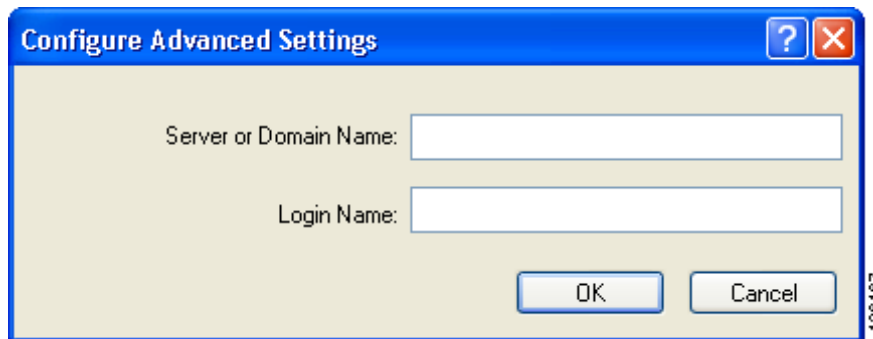 Configure Advanced Settings
?
Server or Domain Name:
Login Name:
OK
Cancel